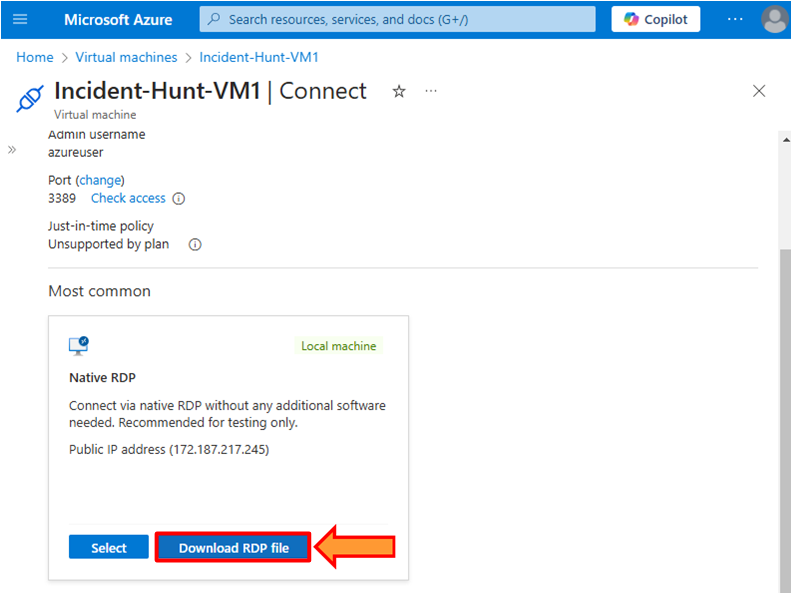 Microsoft Azure
Search resources, services, and docs (G+/)
Copilot
...
Home > Virtual machines > Incident-Hunt-VM1
Incident-Hunt-VM1 | Connect
...
Virtual machine
Admin username
azureuser
Port (change)
3389 Check access
Just-in-time policy
Unsupported by plan
Most common
Local machine
Native RDP
Connect via native RDP without any additional software
needed. Recommended for testing only.
Public IP address (172.187.217.245)
Select
Download RDP file